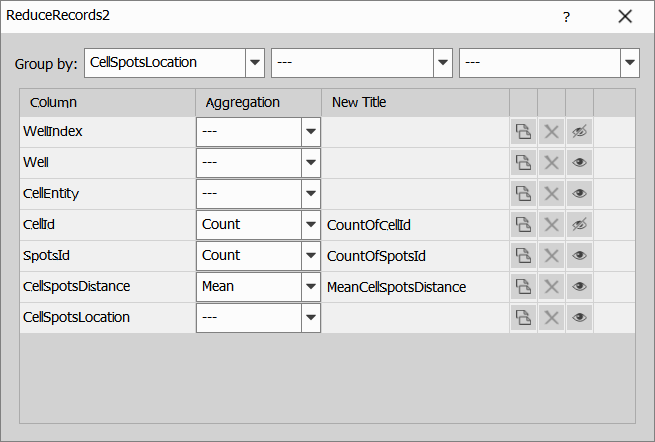 ReduceRecords2 ?
Group by: CellSpotsLocation --- ---
Column Aggregation New Title
WellIndex ---
Well ---
CellEntity ---
CellId Count CountOfCellId
SpotsId Count CountOfSpotsId
CellSpotsDistance Mean MeanCellSpotsDistance
CellSpotsLocation ---